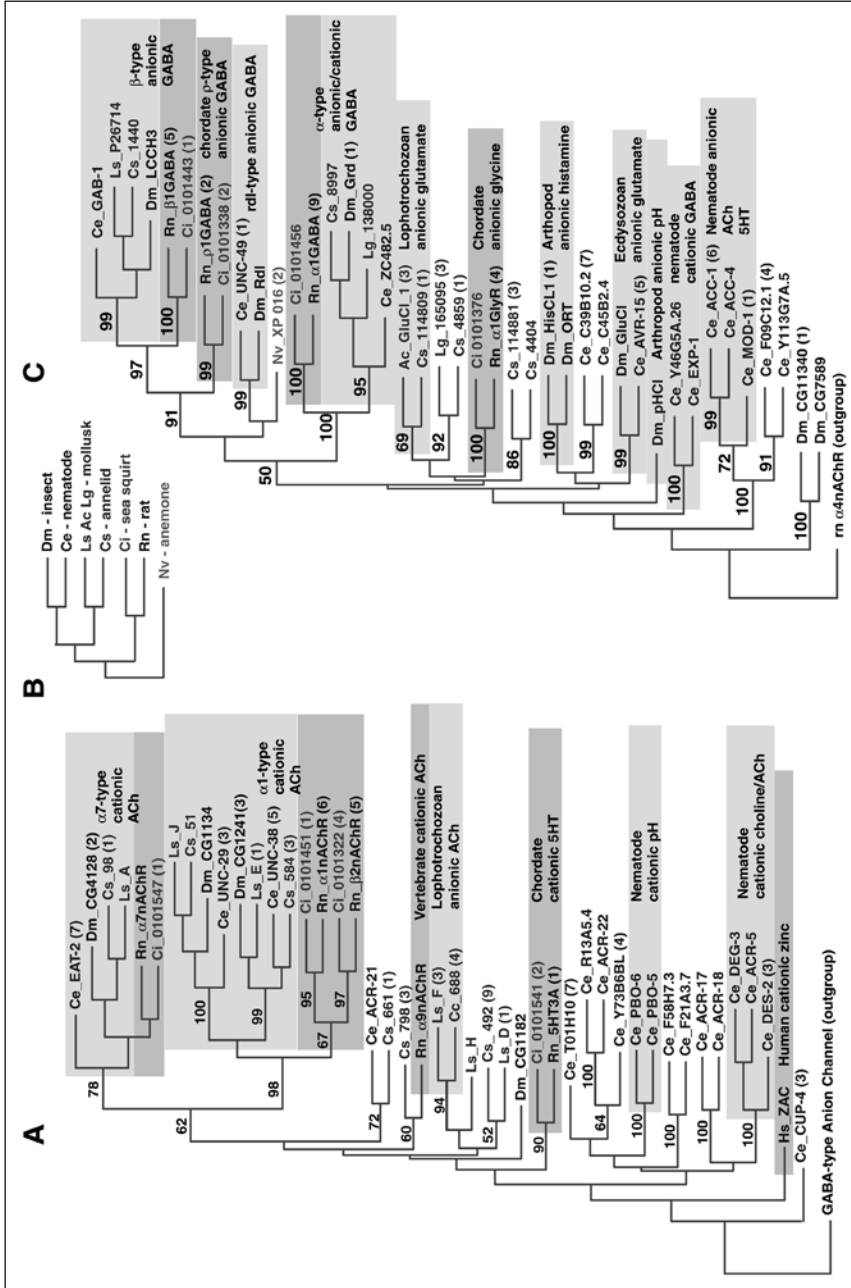 A
Ce_EAT-2 (7)
Dm_CG4128 (2)
Cs_98 (1)
Ls_A
Rn_α7nAChR
Ci_0101547 (1)
α7-type
cationic
ACh
78
Ls_J
Cs_51
Dm_CG1134
Ce_UNC-29 (3)
Dm_CG1241(3)
Ls_E (1)
Ce_UNC-38 (5)
Cs_584 (3)
Ci_0101451 (1)
Rn_α1nAChR (6)
Ci_0101322 (4)
Rn_β2nAChR (5)
α1-type
cationic
ACh
100
99
95
97
67
98
62
Ce_ACR-21
Cs_661 (1)
72
Cs_798 (3)
Rn_α9nAChR
60
Vertebrate cationic ACh
Ls_F (3)
Cc_688 (4)
94
Lophotrochozoan
anionic ACh
Ls_H
Cs_492 (9)
Ls_D (1)
52
Dm_CG1182
Ci_0101541 (2)
Rn_5HT3A (1)
90
Chordate
cationic 5HT
Ce_T01H10 (7)
Ce_R13A5.4
Ce_ACR-22
100
Ce_Y73B6BL (4)
64
Ce_PBO-6
Ce_PBO-5
100
Nematode
cationic pH
Ce_F58H7.3
Ce_F21A3.7
100
Ce_ACR-17
Ce_ACR-18
100
Ce_DEG-3
Ce_ACR-5
Ce_DES-2 (3)
100
Nematode
cationic choline/ACh
Hs_ZAC
Human cationic zinc
Ce_CUP-4 (3)
GABA-type Anion Channel (outgroup)
B
Dm - insect
Ce - nematode
Ls Ac Lg - mollusk
Cs - annelid
Ci - sea squirt
Rn - rat
Nv - anemone
C
Ce_GAB-1
Ls_P26714
Cs_1440
Dm_LCCH3
99
β-type
anionic
GABA
Rn_β1GABA (5)
Ci_0101443 (1)
100
97
Rn_ρ1GABA (2)
Ci_0101338 (2)
99
chordate ρ-type
anionic GABA
91
Ce_UNC-49 (1)
Dm_Rdl
99
rdl-type anionic GABA
Nv_XP 016 (2)
Ci_0101456
Rn_α1GABA (9)
100
Cs_8997
Dm_Grd (1)
Lg_138000
Ce_ZC482.5
95
100
α-type
anionic/cationic
GABA
50
Ac_GluCl_1 (3)
Cs_114809 (1)
69
Lophotrochozoan
anionic glutamate
Lg_165095 (3)
Cs_4859 (1)
92
Ci 0101376
Rn_α1GlyR (4)
100
Chordate
anionic glycine
Cs_114881 (3)
Cs_4404
86
Dm_HisCL1 (1)
Dm_ORT
100
Arthopod
anionic histamine
Ce_C39B10.2 (7)
Ce_C45B2.4
99
Dm_GluCl
Ce_AVR-15 (5)
99
Ecdysozoan
anionic glutamate
Dm_pHCl
Arthropod anionic pH
Ce_Y46G5A.26
Ce_EXP-1
100
nematode
cationic GABA
Ce_ACC-1 (6)
Ce_ACC-4
99
Ce_MOD-1 (1)
72
Nematode anionic
ACh
5HT
Ce_F09C12.1 (4)
Ce_Y113G7A.5
91
100
Dm_CG11340 (1)
Dm_CG7589
100
rn α4nAChR (outgroup)